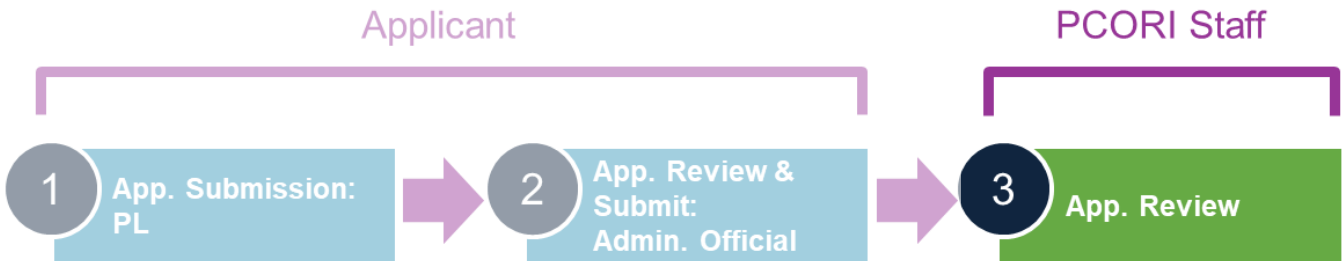 Applicant
PCORI Staff
1
App. Submission:
PL
2
App. Review &
Submit:
Admin. Official
3
App. Review